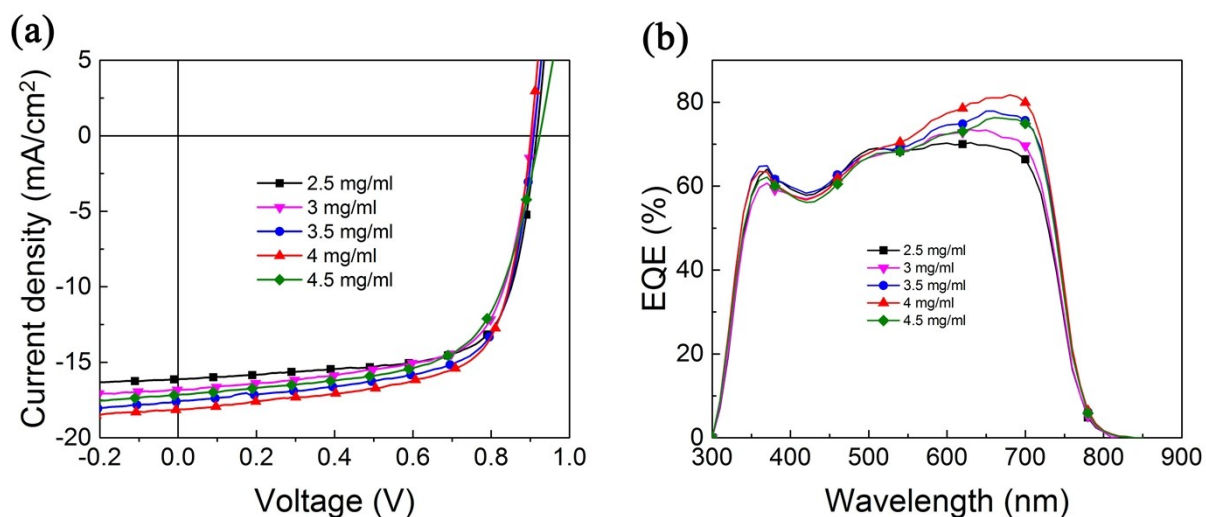 (a)
Current density (mA/cm²)
5
0
-5
-10
-15
-20
2.5 mg/ml
3 mg/ml
3.5 mg/ml
4 mg/ml
4.5 mg/ml
-0.2 0.0 0.2 0.4 0.6 0.8 1.0
Voltage (V)
(b)
EQE (%)
80
60
40
20
0
2.5 mg/ml
3 mg/ml
3.5 mg/ml
4 mg/ml
4.5 mg/ml
300 400 500 600 700 800 900
Wavelength (nm)